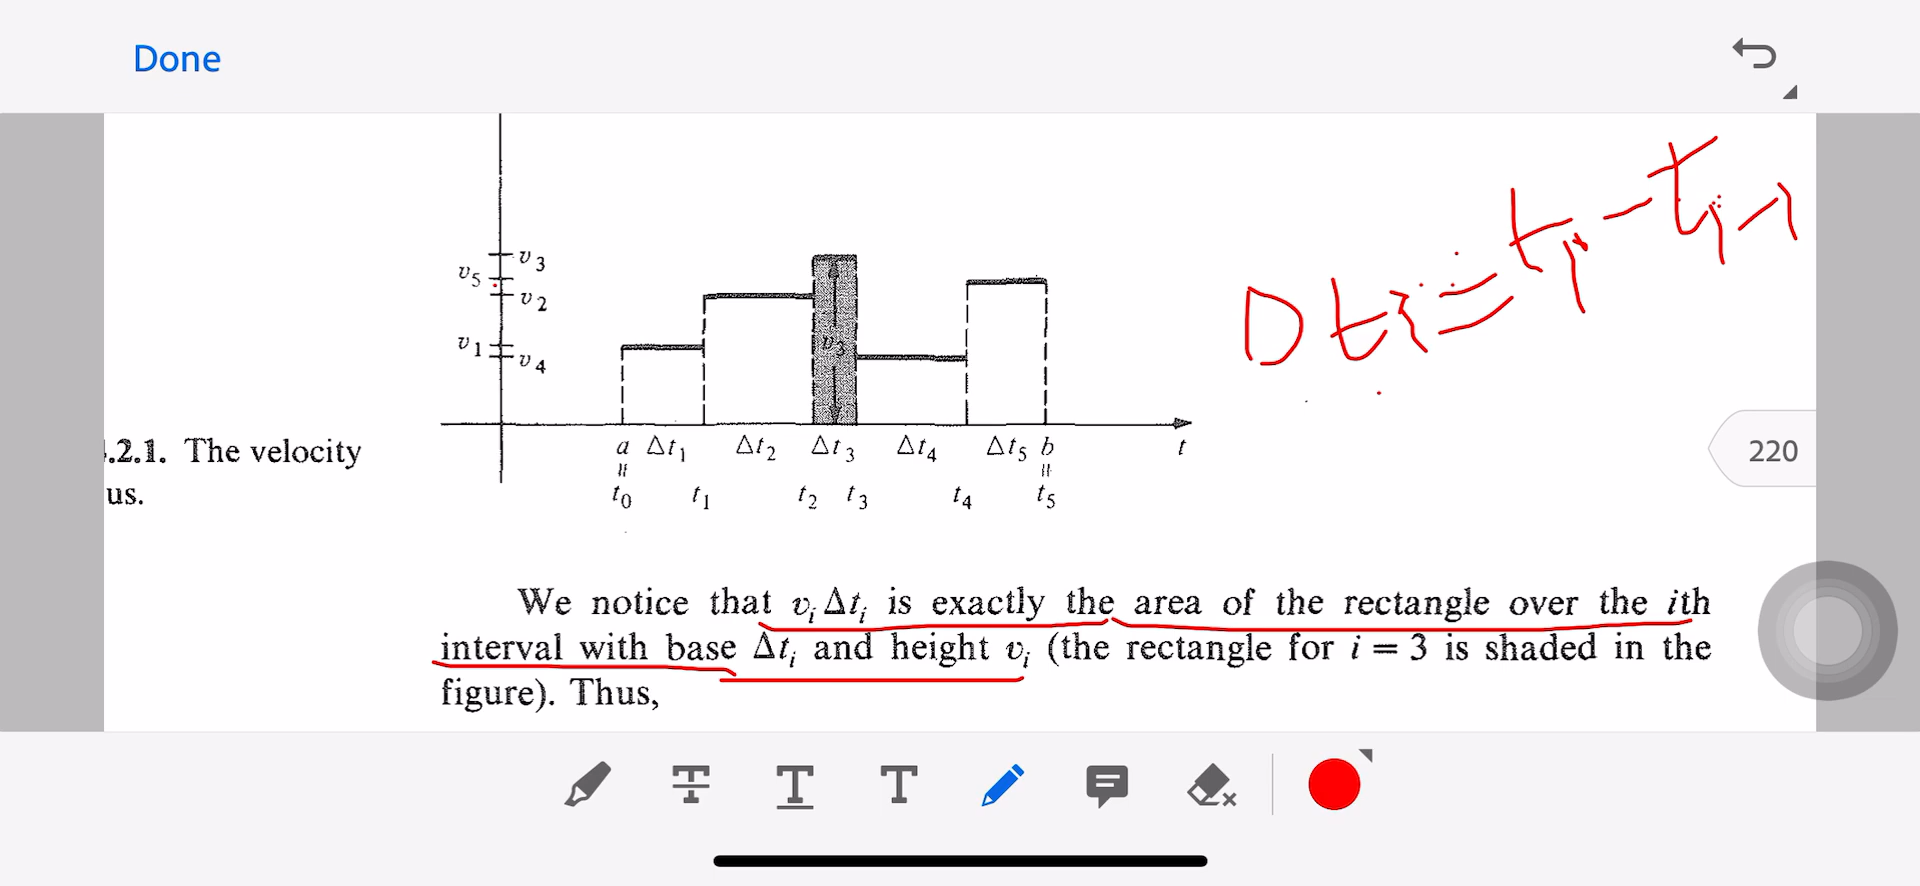 Done
v3
v5
v2
v1
v4
v3
Dti = ti - ti-1
.2.1. The velocity
us.
a Δt1 Δt2 Δt3 Δt4 Δt5 b t
= =
t0 t1 t2 t3 t4 t5
220
We notice that viΔti is exactly the area of the rectangle over the ith
interval with base Δti and height vi (the rectangle for i = 3 is shaded in the
figure). Thus,
T T T